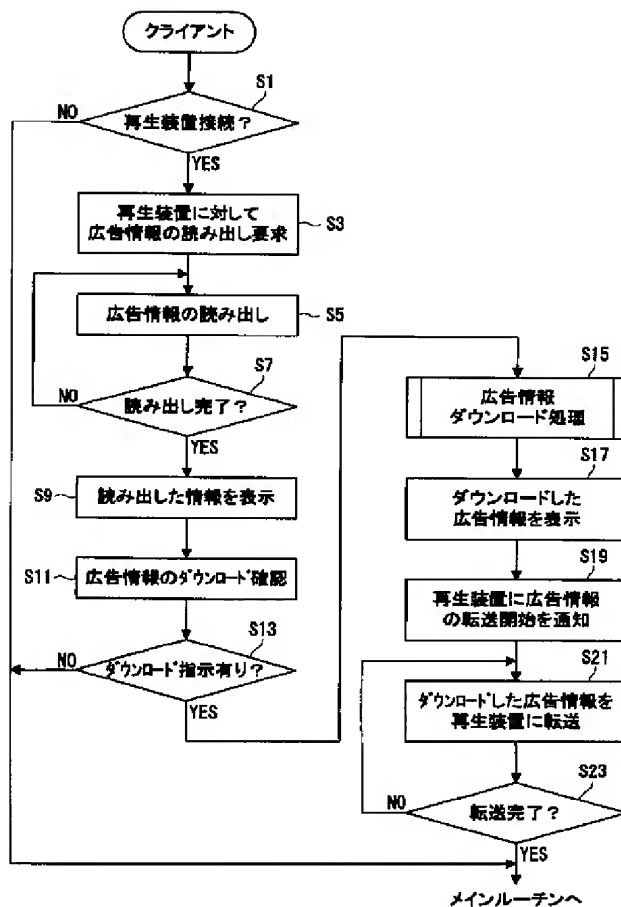 クライアント
S1
NO
再生装置接続？
YES
再生装置に対して
広告情報の読み出し要求
S3
広告情報の読み出し
S5
S7
NO
読み出し完了？
YES
S9
読み出した情報を表示
S11
広告情報のダウンロード確認
S13
NO
ダウンロード指示有り？
YES
S15
広告情報
ダウンロード処理
S17
ダウンロードした
広告情報を表示
S19
再生装置に広告情報
の転送開始を通知
S21
ダウンロードした広告情報を
再生装置に転送
S23
NO
転送完了？
YES
メインルーチンへ